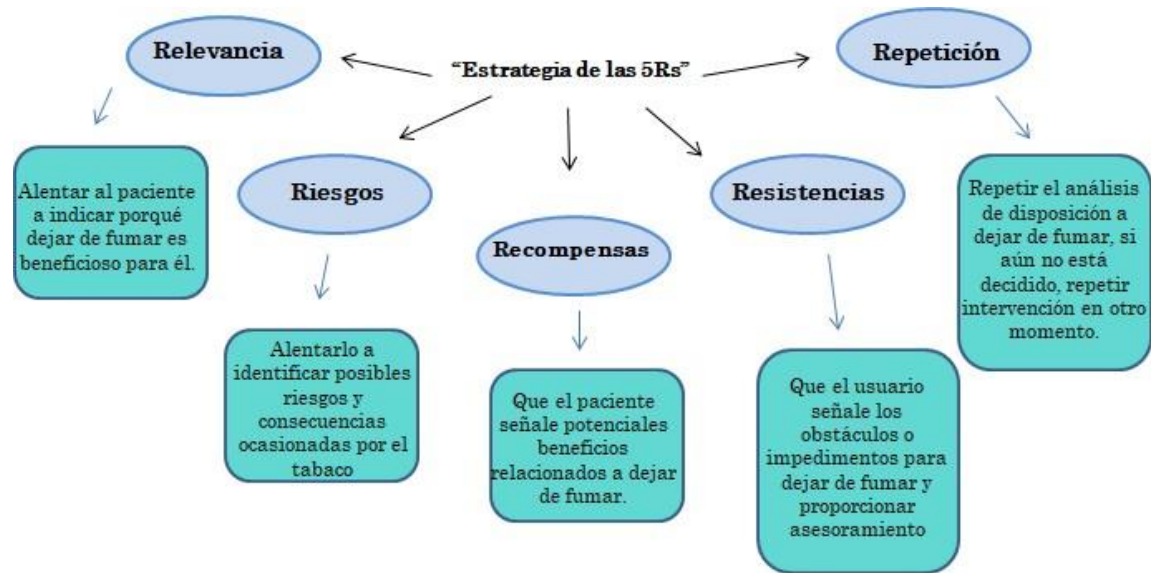 “Estrategia de las 5Rs”
Relevancia
Alentar al paciente
a indicar porqué
dejar de fumar es
beneficioso para él.
Riesgos
Alentarlo a
identificar posibles
riesgos y
consecuencias
ocasionadas por el
tabaco
Recompensas
Que el paciente
señale potenciales
beneficios
relacionados a dejar
de fumar.
Resistencias
Que el usuario
señale los
obstáculos o
impedimentos para
dejar de fumar y
proporcionar
asesoramiento
Repetición
Repetir el análisis
de disposición a
dejar de fumar, si
aún no está
decidido, repetir
intervención en otro
momento.